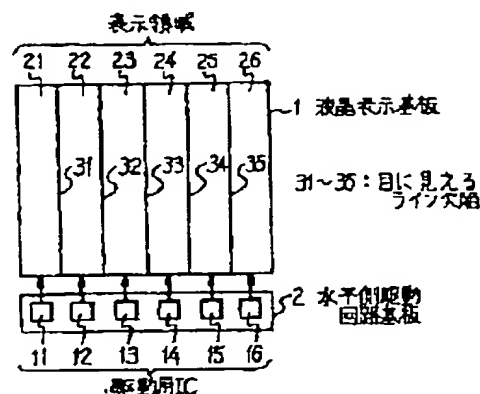 表示領域
21 22 23 24 25 26
1 液晶表示基板
31 32 33 34 35
31~35:目に見える
ライン欠陥
2 水平側駆動
回路基板
11 12 13 14 15 16
駆動用IC